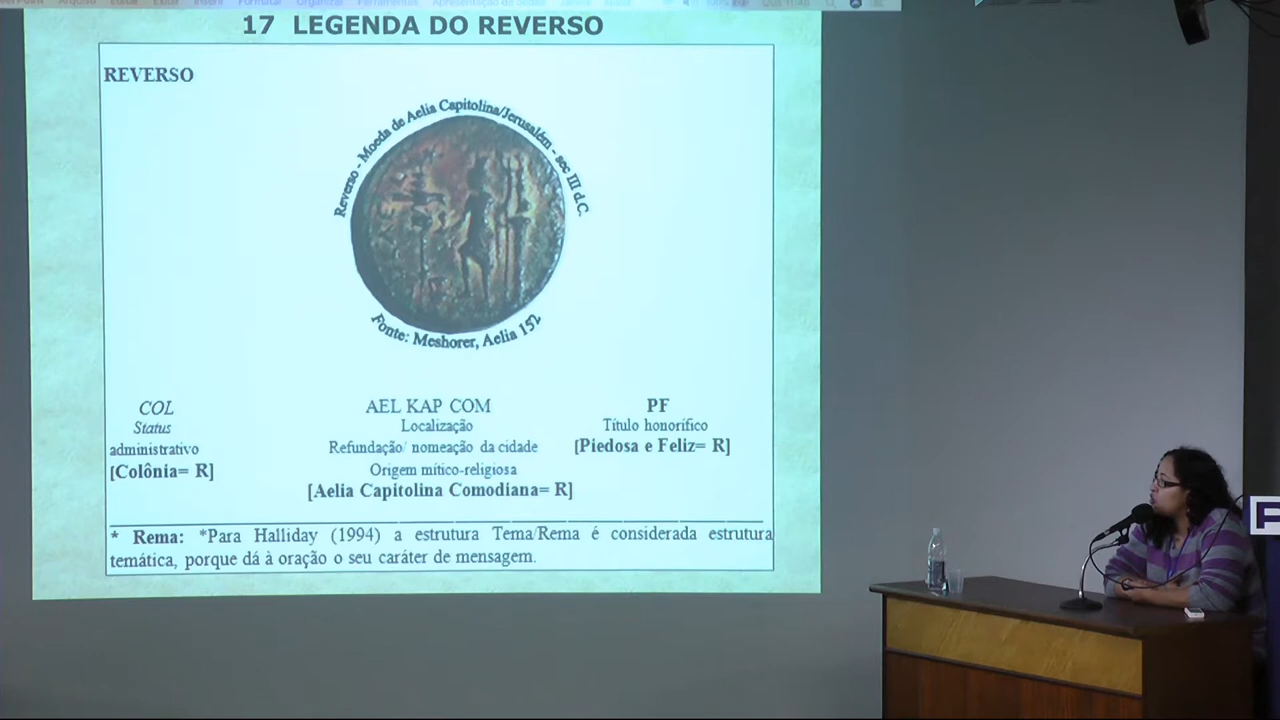 17 LEGENDA DO REVERSO
REVERSO
Reverso - Moeda de Aelia Capitolina/Jerusalém - sec III d.C.
Fonte: Meshorer, Aelia 152
COL AEL KAP COM PF
Status Localização Título honorífico
administrativo Refundação/ nomeação da cidade [Piedosa e Feliz= R]
[Colônia= R] Origem mítico-religiosa
[Aelia Capitolina Comodiana= R]
* Rema: *Para Halliday (1994) a estrutura Tema/Rema é considerada estrutura
temática, porque dá à oração o seu caráter de mensagem.